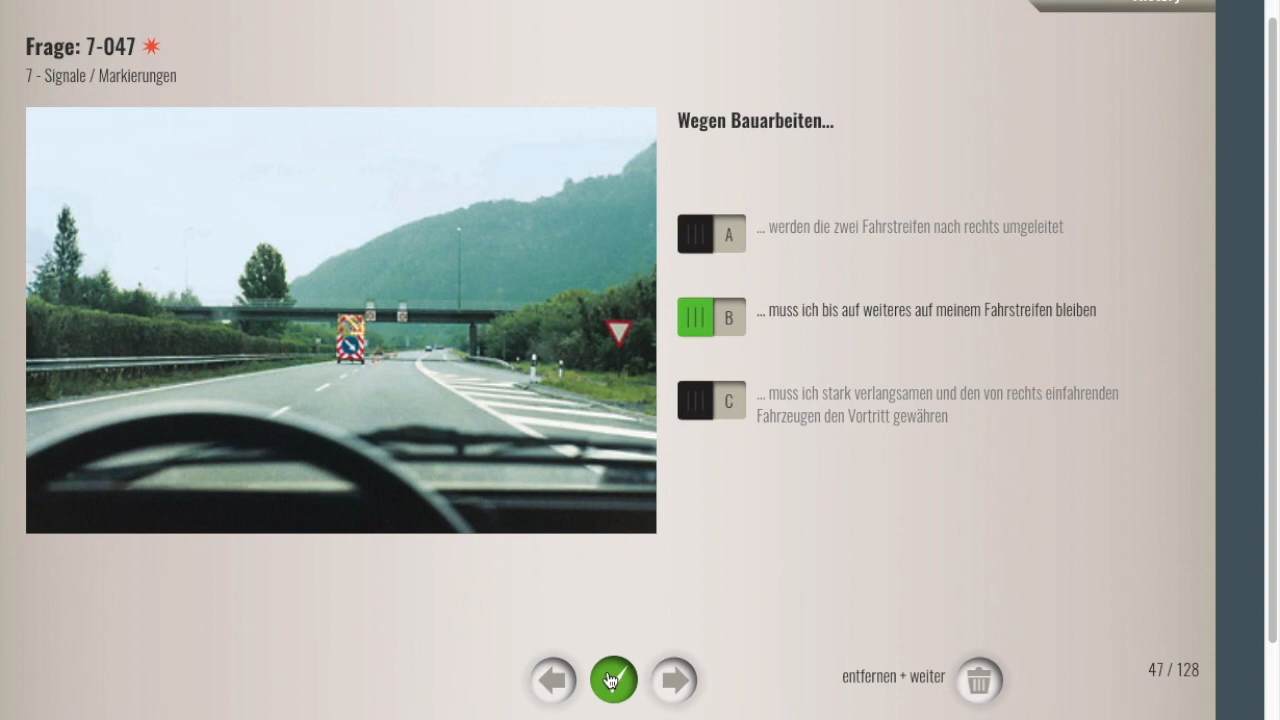 Frage: 7-047
7 - Signale / Markierungen
Wegen Bauarbeiten...
A
... werden die zwei Fahrstreifen nach rechts umgeleitet
B
... muss ich bis auf weiteres auf meinem Fahrstreifen bleiben
C
... muss ich stark verlangsamen und den von rechts einfahrenden
Fahrzeugen den Vortritt gewähren
entfernen + weiter
47 / 128